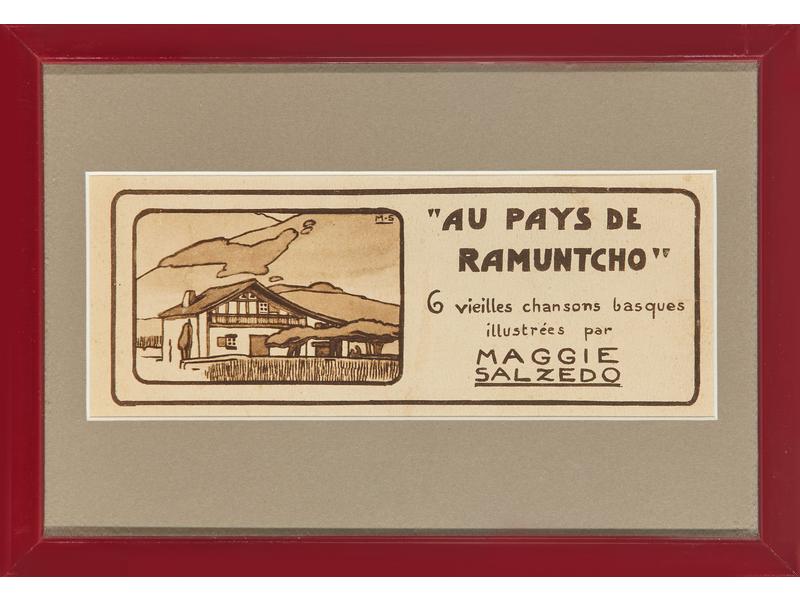 M-S
"AU PAYS DE
RAMUNTCHO"
6 vieilles chansons basques
illustrées par
MAGGIE
SALZEDO